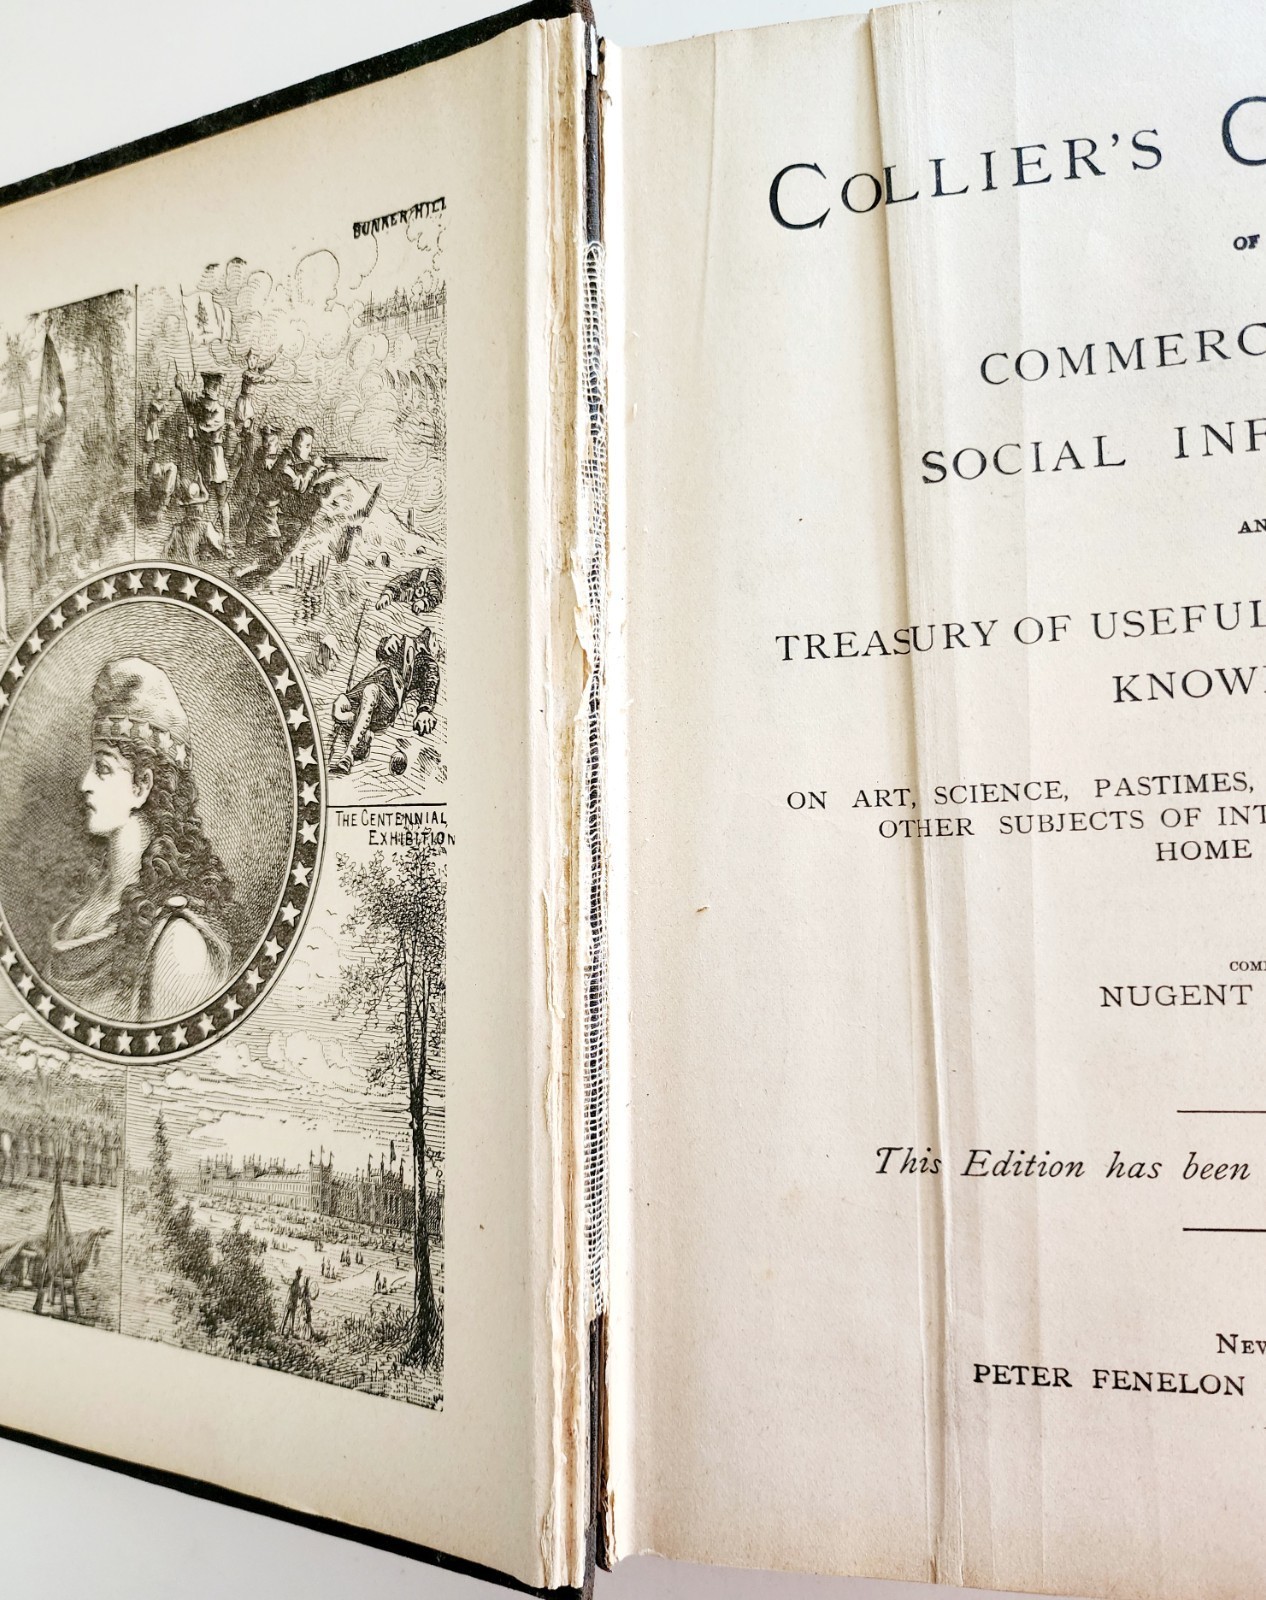 BUNKER HILL
THE CENTENNIAL
EXHIBITION
COLLIER'S C
OF
COMMERC
SOCIAL INF
AN
TREASURY OF USEFUL
KNOW
ON ART, SCIENCE, PASTIMES,
OTHER SUBJECTS OF INT
HOME
COM
NUGENT
This Edition has been
NEW
PETER FENELON